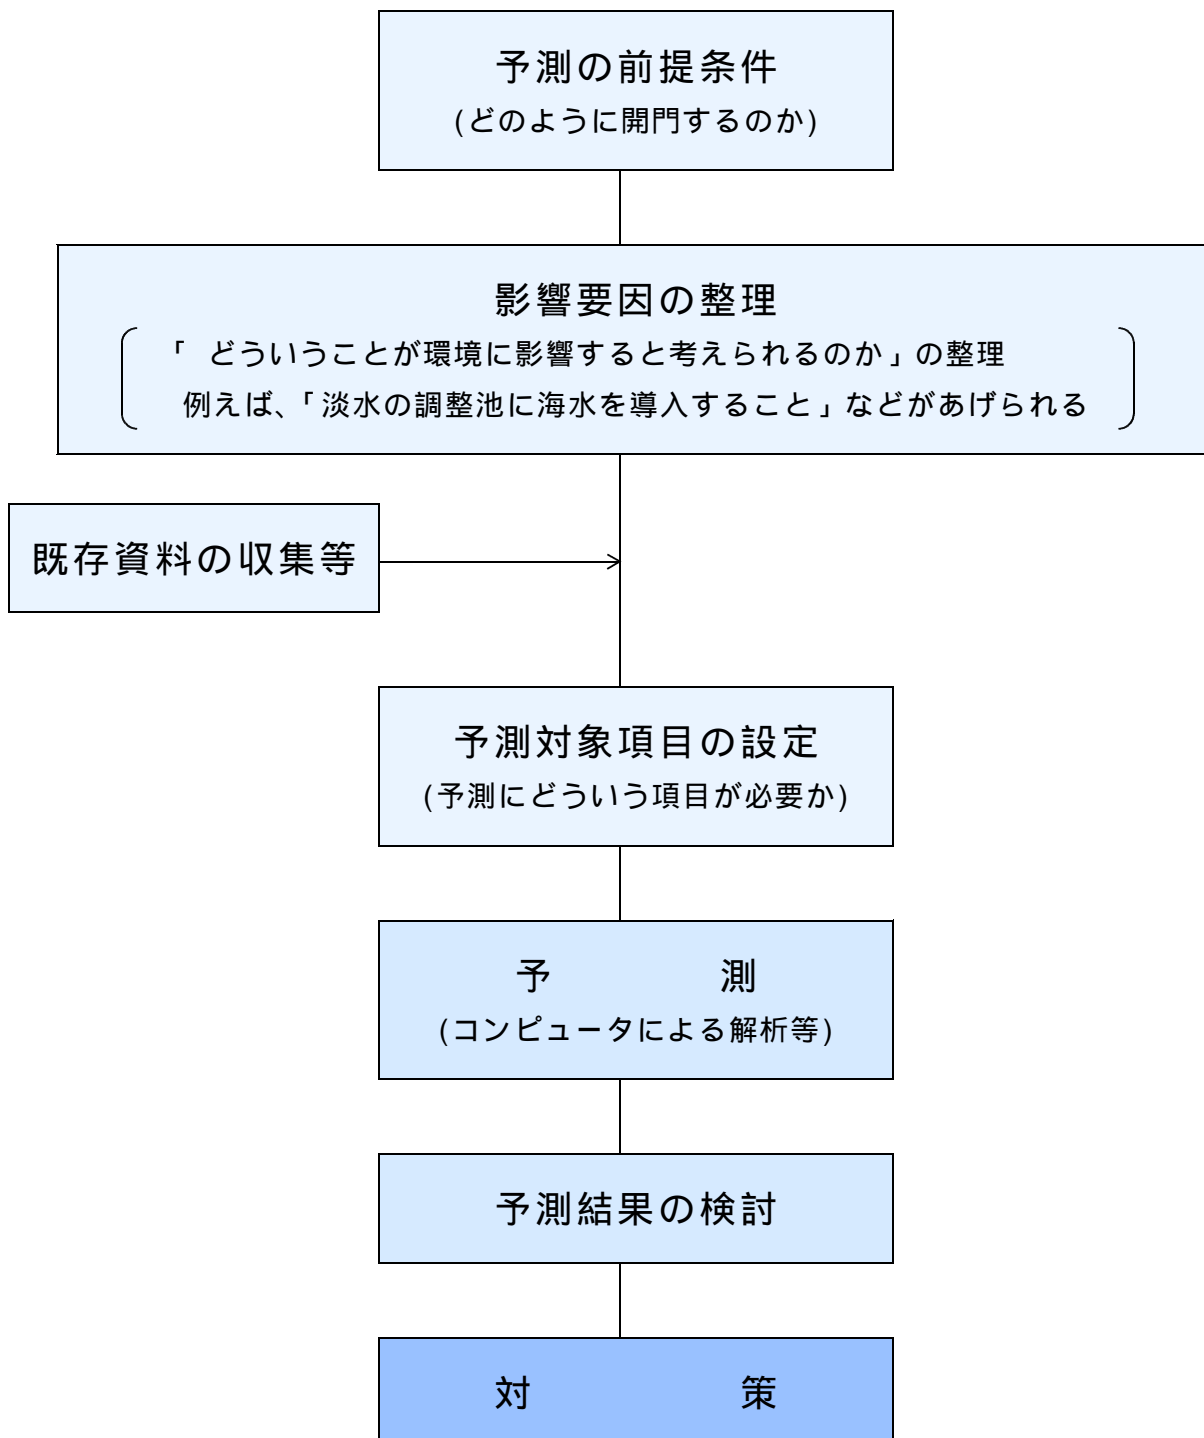 予測の前提条件
(どのように開門するのか)
影響要因の整理
「 どういうことが環境に影響すると考えられるのか」の整理
例えば、「淡水の調整池に海水を導入すること」などがあげられる
既存資料の収集等
予測対象項目の設定
(予測にどういう項目が必要か)
予 測
(コンピュータによる解析等)
予測結果の検討
対 策